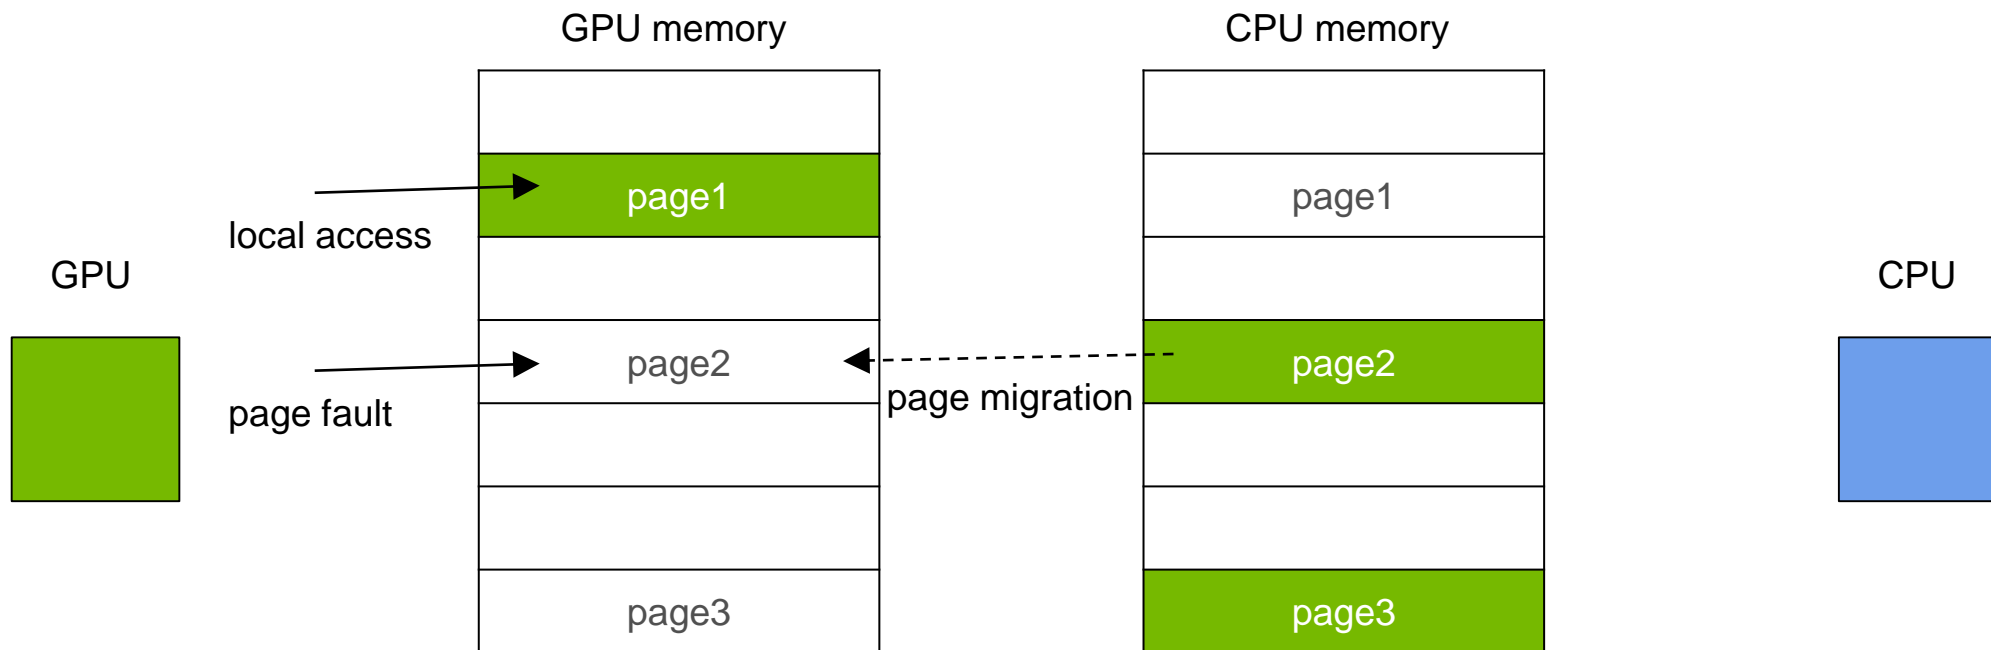 GPU memory
CPU memory
page1
page1
local access
GPU
CPU
page2
page2
page migration
page fault
page3
page3